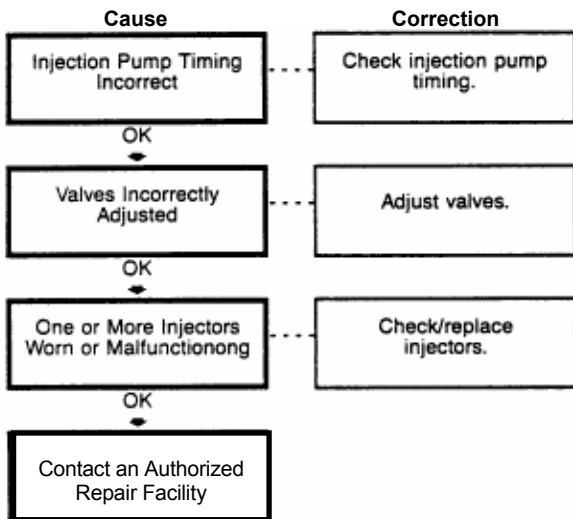 Cause
Correction
Injection Pump Timing
Incorrect
Check injection pump
timing.
OK
Valves Incorrectly
Adjusted
Adjust valves.
OK
One or More Injectors
Worn or Malfunctionong
Check/replace
injectors.
OK
Contact an Authorized
Repair Facility